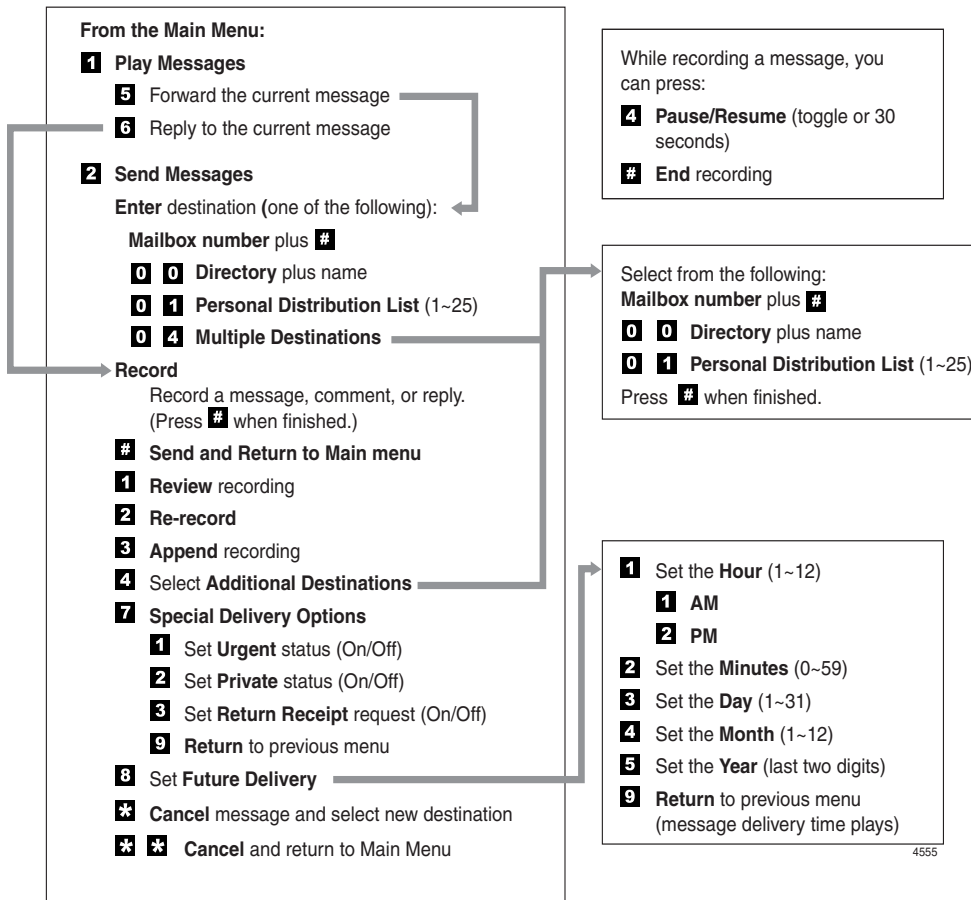 From the Main Menu:
1 Play Messages
5 Forward the current message
6 Reply to the current message
2 Send Messages
Enter destination (one of the following):
Mailbox number plus #
0 0 Directory plus name
0 1 Personal Distribution List (1~25)
0 4 Multiple Destinations
Record
Record a message, comment, or reply.
(Press # when finished.)
# Send and Return to Main menu
1 Review recording
2 Re-record
3 Append recording
4 Select Additional Destinations
7 Special Delivery Options
1 Set Urgent status (On/Off)
2 Set Private status (On/Off)
3 Set Return Receipt request (On/Off)
9 Return to previous menu
8 Set Future Delivery
* Cancel message and select new destination
* * Cancel and return to Main Menu
While recording a message, you
can press:
4 Pause/Resume (toggle or 30
seconds)
# End recording
Select from the following:
Mailbox number plus #
0 0 Directory plus name
0 1 Personal Distribution List (1~25)
Press # when finished.
1 Set the Hour (1~12)
1 AM
2 PM
2 Set the Minutes (0~59)
3 Set the Day (1~31)
4 Set the Month (1~12)
5 Set the Year (last two digits)
9 Return to previous menu
(message delivery time plays)
4555